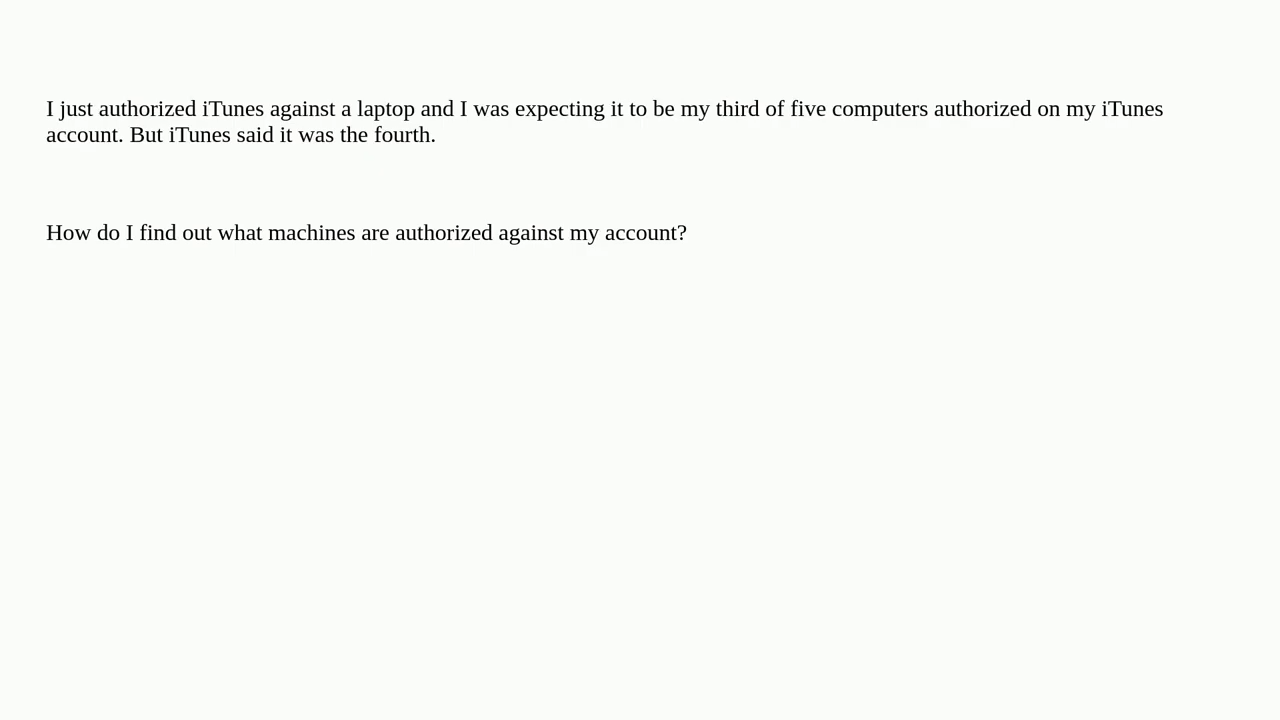 I just authorized iTunes against a laptop and I was expecting it to be my third of five computers authorized on my iTunes
account. But iTunes said it was the fourth.
How do I find out what machines are authorized against my account?